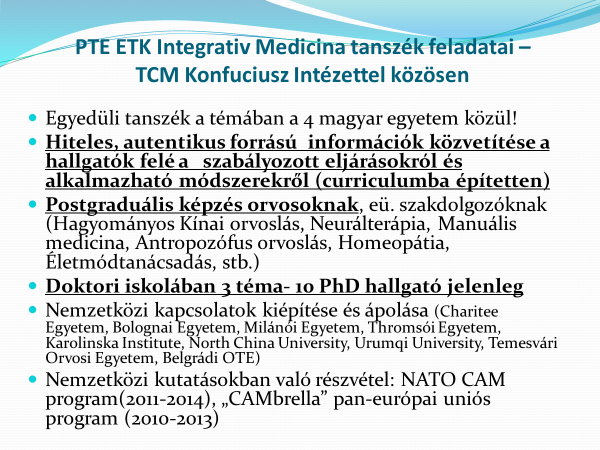 PTE ETK Integrativ Medicina tanszék feladatai –
TCM Konfuciusz Intézettel közösen
• Egyedüli tanszék a témában a 4 magyar egyetem közül!
• Hiteles, autentikus forrású információk közvetítése a
hallgatók felé a szabályozott eljárásokról és
alkalmazható módszerekről (curriculumba építetten)
• Postgraduális képzés orvosoknak, eü. szakdolgozóknak
(Hagyományos Kínai orvoslás, Neurálterápia, Manuális
medicina, Antropozófus orvoslás, Homeopátia,
Életmódtanácsadás, stb.)
• Doktori iskolában 3 téma- 10 PhD hallgató jelenleg
• Nemzetközi kapcsolatok kiépítése és ápolása (Charitee
Egyetem, Bolognai Egyetem, Milánói Egyetem, Thromsói Egyetem,
Karolinska Institute, North China University, Urumqi University, Temesvári
Orvosi Egyetem, Belgrádi OTE)
• Nemzetközi kutatásokban való részvétel: NATO CAM
program(2011-2014), „CAMbrella” pan-európai uniós
program (2010-2013)